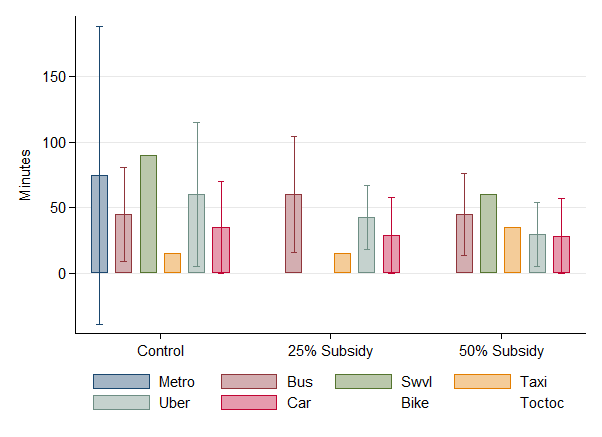 Minutes
150
100
50
0
Control 25% Subsidy 50% Subsidy
Metro Bus Swvl Taxi
Uber Car Bike Toctoc